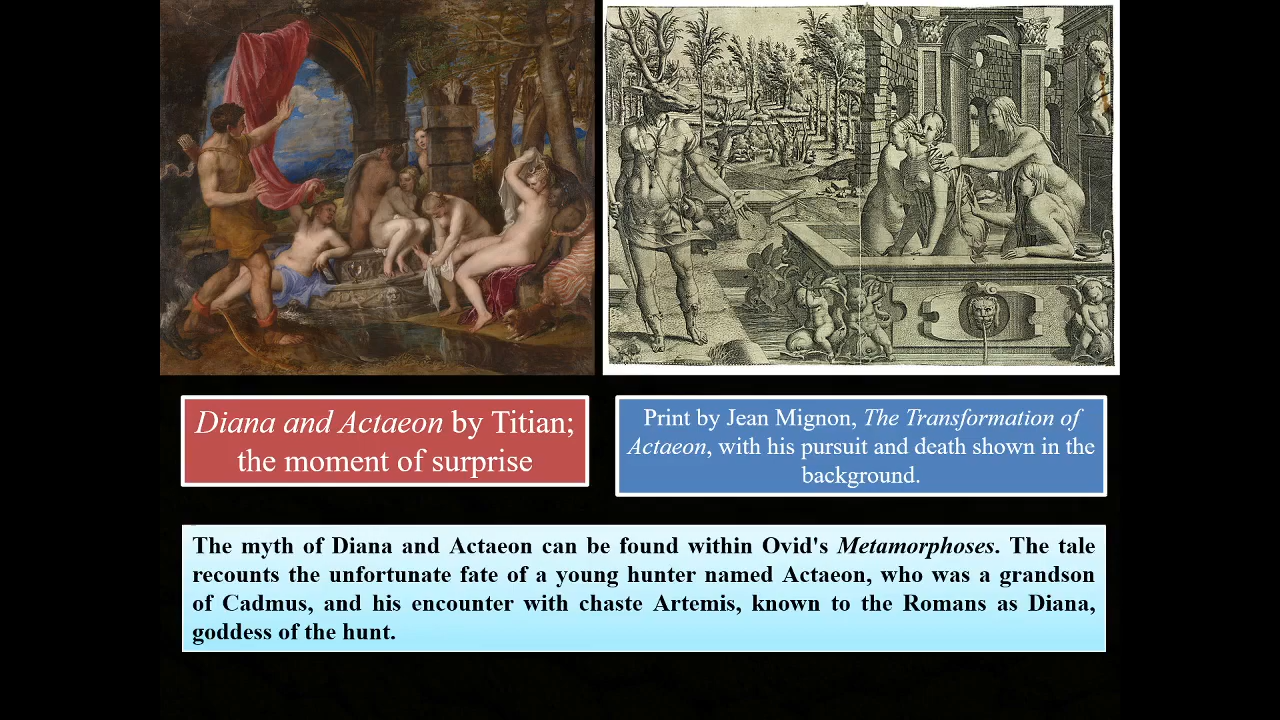 Diana and Actaeon by Titian;
the moment of surprise
Print by Jean Mignon, The Transformation of
Actaeon, with his pursuit and death shown in the
background.
The myth of Diana and Actaeon can be found within Ovid's Metamorphoses. The tale
recounts the unfortunate fate of a young hunter named Actaeon, who was a grandson
of Cadmus, and his encounter with chaste Artemis, known to the Romans as Diana,
goddess of the hunt.